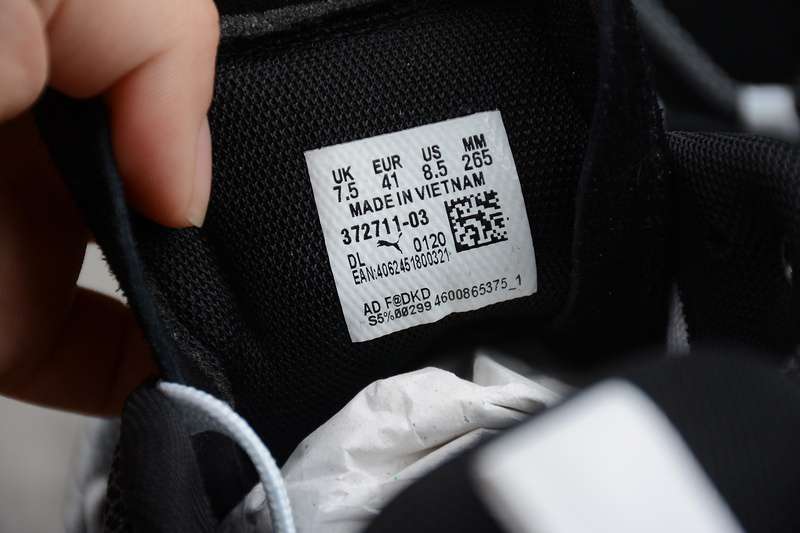 UK EUR US MM
7.5 41 8.5 265
MADE IN VIETNAM
372711-03
DL 0120
EAN:4062451800321
AD F@DKD
S5%00299 4600865375_1